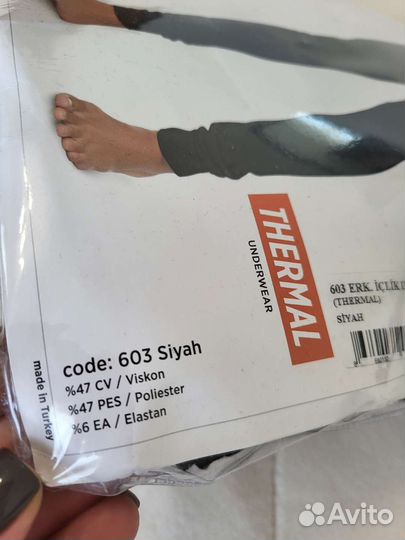 THERMAL
UNDERWEAR
603 ERK. İÇLİK
(THERMAL)
SİYAH
code: 603 Siyah
%47 CV / Viskon
%47 PES / Poliester
%6 EA / Elastan
made in Turkey
Avito